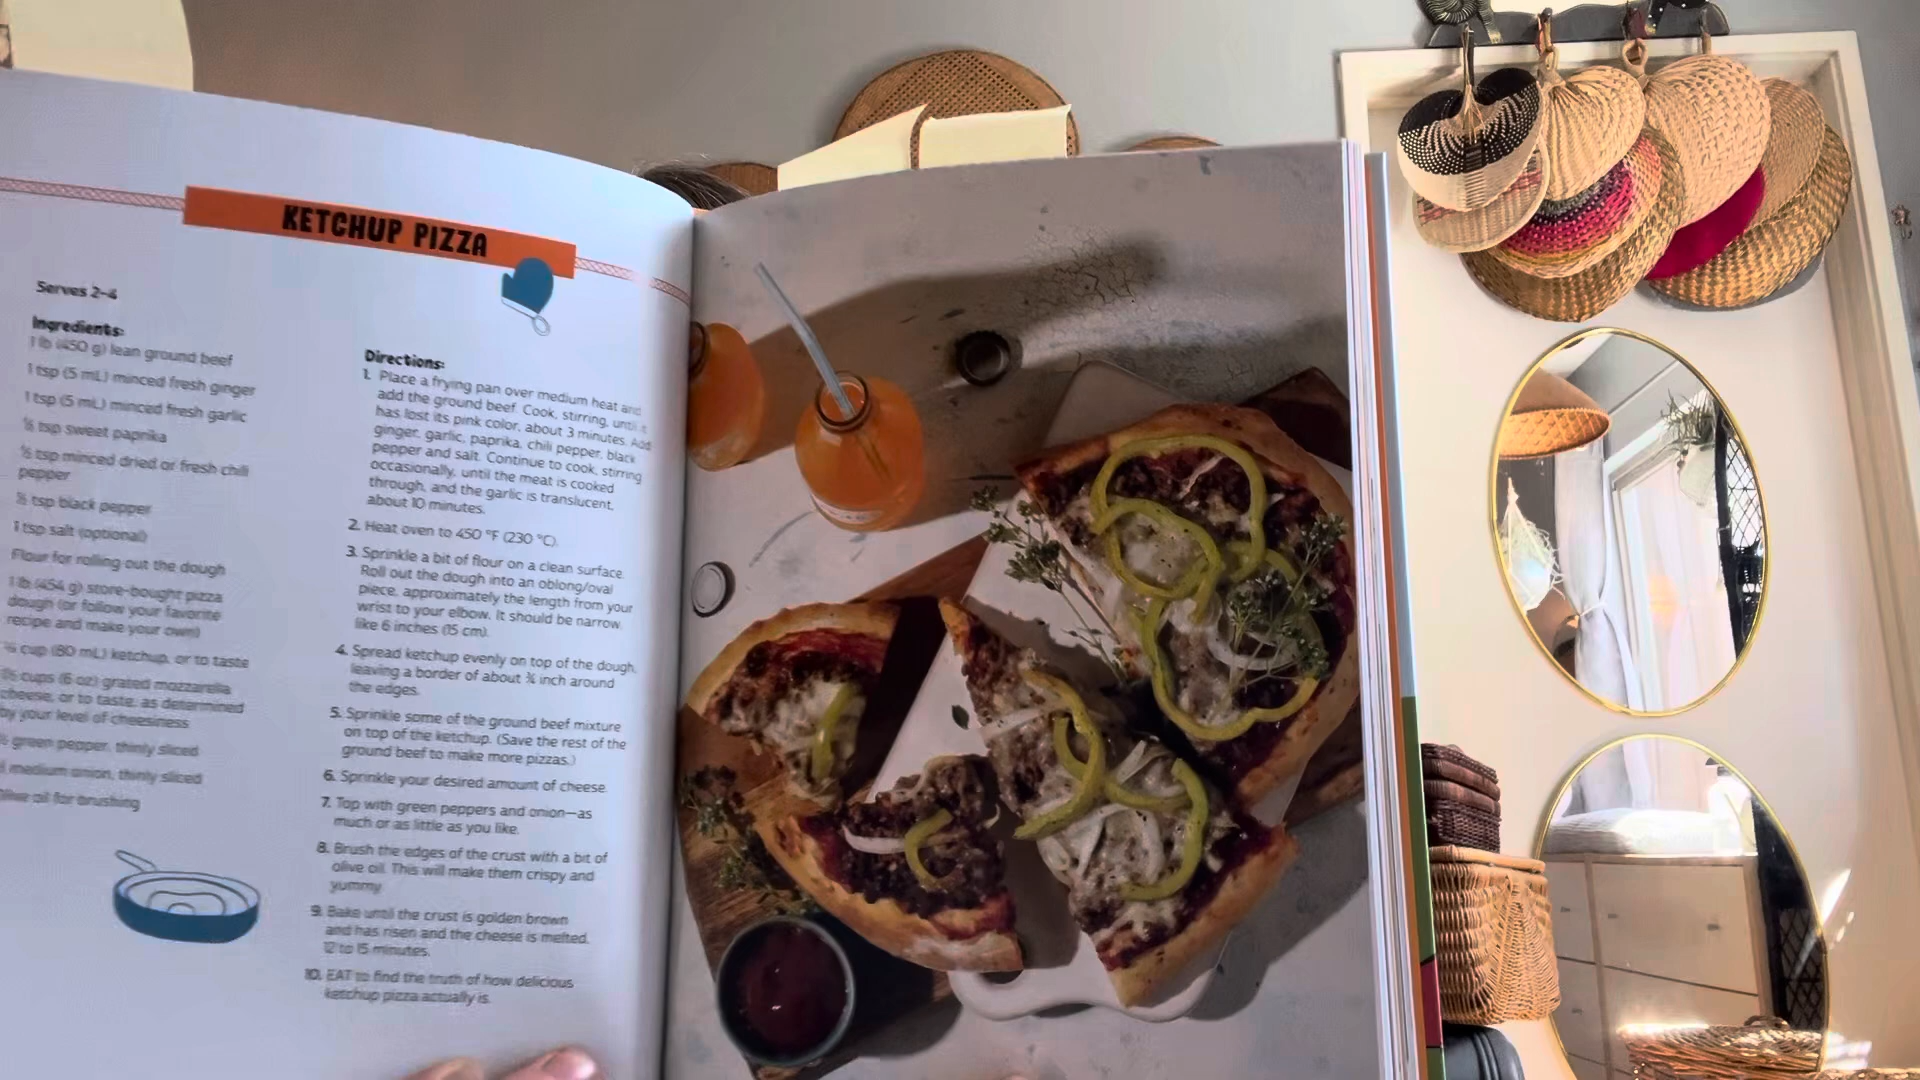 KETCHUP PIZZA
Serves 2–4
Ingredients:
1 lb (450 g) lean ground beef
1 tsp (5 mL) minced fresh ginger
1 tsp (5 mL) minced fresh garlic
tsp sweet paprika
tsp minced dried or fresh chili
pepper
tsp black pepper
1 tsp salt (optional)
Flour for rolling out the dough
1 lb (454 g) store-bought pizza
dough (or follow your favorite
recipe and make your own)
cup (80 mL) ketchup, or to taste
cups (6 oz) grated mozzarella
cheese, or to taste, as determined
by your level of cheesiness
green pepper, thinly sliced
medium onion, thinly sliced
Olive oil for brushing
Directions:
1. Place a frying pan over medium heat and
add the ground beef. Cook, stirring, until it
has lost its pink color, about 3 minutes. Add
ginger, garlic, paprika, chili pepper, black
pepper and salt. Continue to cook, stirring
occasionally, until the meat is cooked
through, and the garlic is translucent,
about 10 minutes.
2. Heat oven to 450 °F (230 °C).
3. Sprinkle a bit of flour on a clean surface.
Roll out the dough into an oblong/oval
piece, approximately the length from your
wrist to your elbow. It should be narrow,
like 6 inches (15 cm).
4. Spread ketchup evenly on top of the dough,
leaving a border of about ¾ inch around
the edges.
5. Sprinkle some of the ground beef mixture
on top of the ketchup. (Save the rest of the
ground beef to make more pizzas.)
6. Sprinkle your desired amount of cheese.
7. Top with green peppers and onion—as
much or as little as you like.
8. Brush the edges of the crust with a bit of
olive oil. This will make them crispy and
yummy.
9. Bake until the crust is golden brown
and has risen and the cheese is melted,
12 to 15 minutes.
10. EAT to find the truth of how delicious
ketchup pizza actually is.